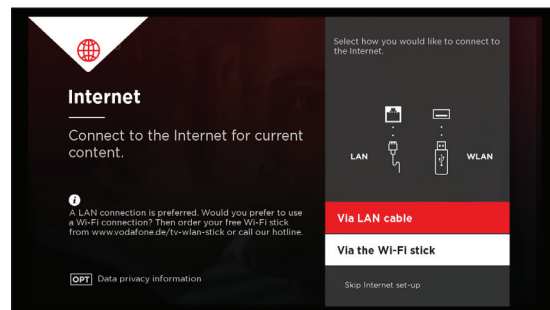 Internet
Connect to the Internet for current
content.
i
A LAN connection is preferred. Would you prefer to use
a Wi-Fi connection? Then order your free Wi-Fi stick
from www.vodafone.de/tv-wlan-stick or call our hotline.
OPT Data privacy information
Select how you would like to connect to
the Internet.
LAN
WLAN
Via LAN cable
Via the Wi-Fi stick
Skip Internet set-up